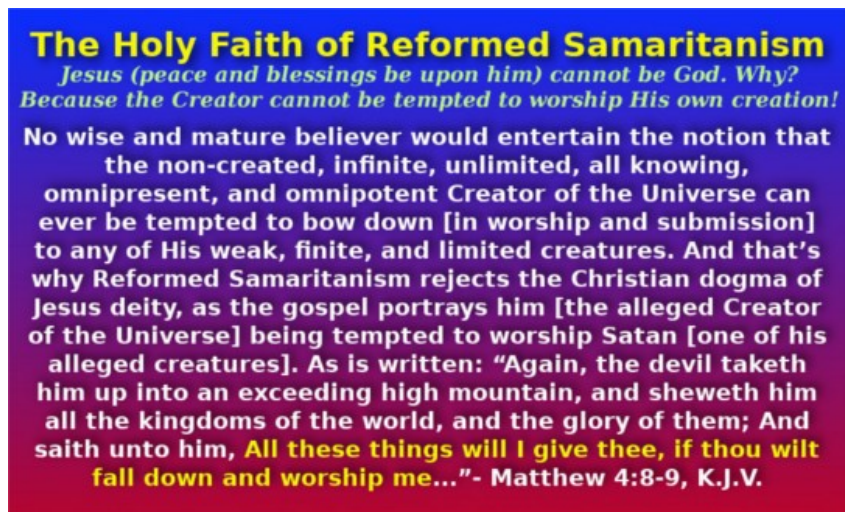 The Holy Faith of Reformed Samaritanism
Jesus (peace and blessings be upon him) cannot be God. Why?
Because the Creator cannot be tempted to worship His own creation!
No wise and mature believer would entertain the notion that
the non-created, infinite, unlimited, all knowing,
omnipresent, and omnipotent Creator of the Universe can
ever be tempted to bow down [in worship and submission]
to any of His weak, finite, and limited creatures. And that’s
why Reformed Samaritanism rejects the Christian dogma of
Jesus deity, as the gospel portrays him [the alleged Creator
of the Universe] being tempted to worship Satan [one of his
alleged creatures]. As is written: “Again, the devil taketh
him up into an exceeding high mountain, and sheweth him
all the kingdoms of the world, and the glory of them; And
saith unto him, All these things will I give thee, if thou wilt
fall down and worship me...”- Matthew 4:8-9, K.J.V.